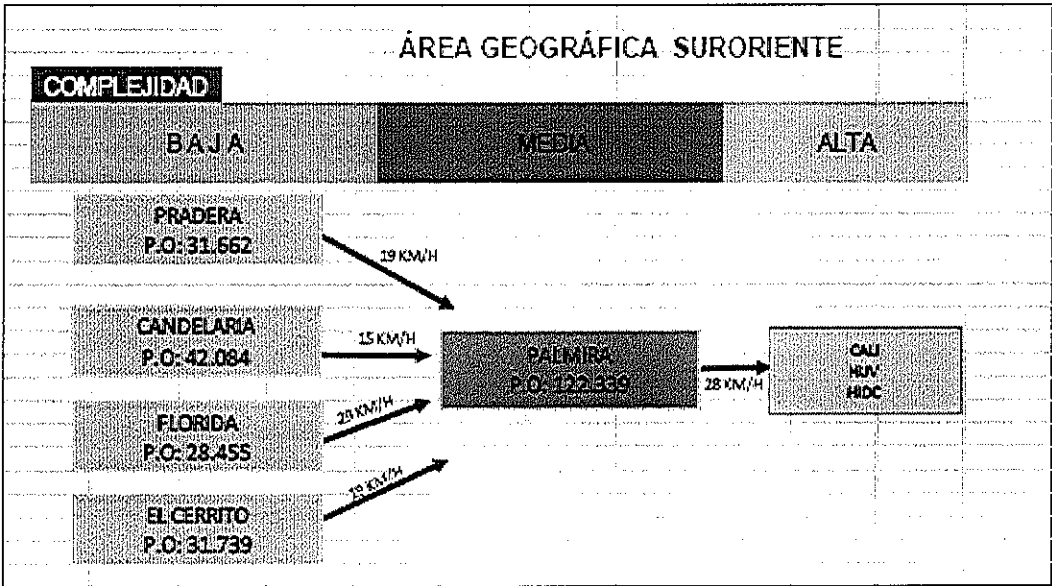 ÁREA GEOGRÁFICA SURORIENTE
COMPLEJIDAD
BAJA
MEDIA
ALTA
PRADERA
P.O: 31.662
19 KM/H
CANDELARIA
P.O: 42.084
15 KM/H
PALMIRA
P.O: 122.339
28 KM/H
CALI
HUV
HIDC
FLORIDA
P.O: 28.455
KM/H
EL CERRITO
P.O: 31.739
KM/H